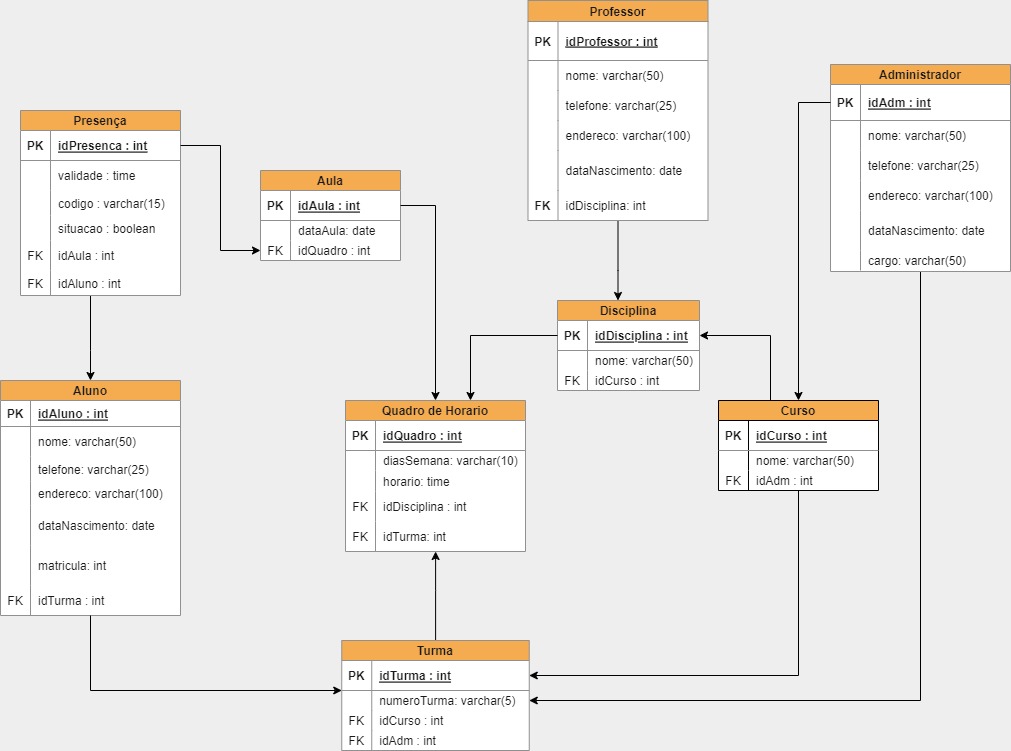 Professor
PK idProfessor : int
nome: varchar(50)
telefone: varchar(25)
endereco: varchar(100)
dataNascimento: date
FK idDisciplina: int
Administrador
PK idAdm : int
nome: varchar(50)
telefone: varchar(25)
endereco: varchar(100)
dataNascimento: date
cargo: varchar(50)
Presença
PK idPresenca : int
validade : time
codigo : varchar(15)
situacao : boolean
FK idAula : int
FK idAluno : int
Aula
PK idAula : int
dataAula: date
FK idQuadro : int
Disciplina
PK idDisciplina : int
nome: varchar(50)
FK idCurso : int
Aluno
PK idAluno : int
nome: varchar(50)
telefone: varchar(25)
endereco: varchar(100)
dataNascimento: date
matricula: int
FK idTurma : int
Quadro de Horario
PK idQuadro : int
diasSemana: varchar(10)
horario: time
FK idDisciplina : int
FK idTurma: int
Curso
PK idCurso : int
nome: varchar(50)
FK idAdm : int
Turma
PK idTurma : int
numeroTurma: varchar(5)
FK idCurso : int
FK idAdm : int